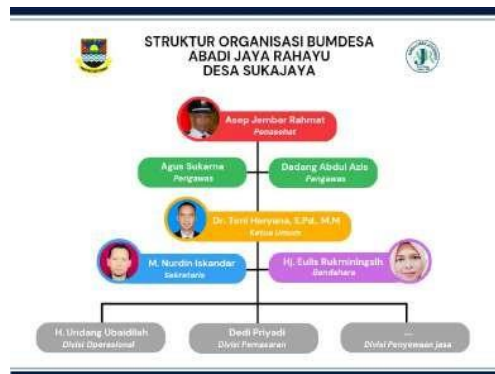 STRUKTUR ORGANISASI BUMDESA
ABADI JAYA RAHAYU
DESA SUKAJAYA
Asep Jembar Rahmat
Penasehat
Agus Sukarna
Pengawas
Dadang Abdul Azis
Pengawas
Dr. Toni Heryana, S.Pd., M.M
Ketua Umum
M. Nurdin Iskandar
Sekretaris
Hj. Eulis Rukminingsih
Bendahara
H. Undang Ubaidillah
Divisi Operasional
Dedi Priyadi
Divisi Pemasaran
...
Divisi Penyewaan jasa